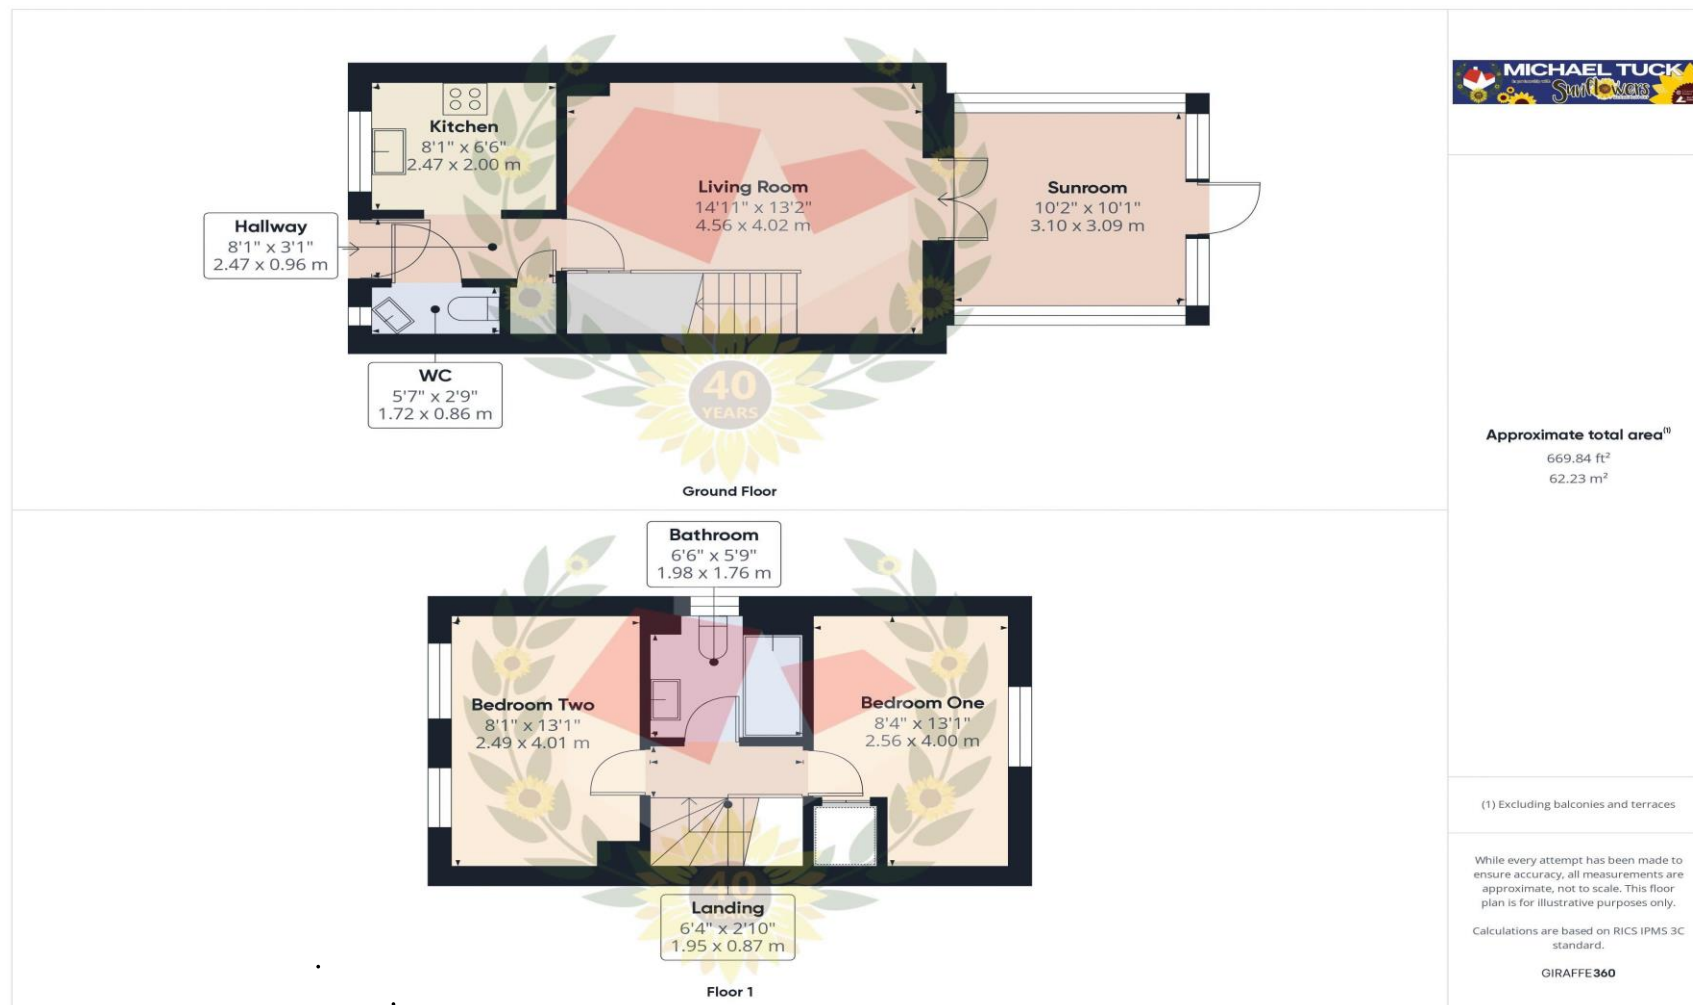 Kitchen
8'1" x 6'6"
2.47 x 2.00 m
Living Room
14'11" x 13'2"
4.56 x 4.02 m
Sunroom
10'2" x 10'1"
3.10 x 3.09 m
Hallway
8'1" x 3'1"
2.47 x 0.96 m
WC
5'7" x 2'9"
1.72 x 0.86 m
40
YEARS
Ground Floor
Bathroom
6'6" x 5'9"
1.98 x 1.76 m
Bedroom Two
8'1" x 13'1"
2.49 x 4.01 m
Bedroom One
8'4" x 13'1"
2.56 x 4.00 m
40
Landing
6'4" x 2'10"
1.95 x 0.87 m
Floor 1
MICHAEL TUCK
Sunflowers
Approximate total area⁽¹⁾
669.84 ft²
62.23 m²
(1) Excluding balconies and terraces
While every attempt has been made to
ensure accuracy, all measurements are
approximate, not to scale. This floor
plan is for illustrative purposes only.
Calculations are based on RICS IPMS 3C
standard.
GIRAFFE360